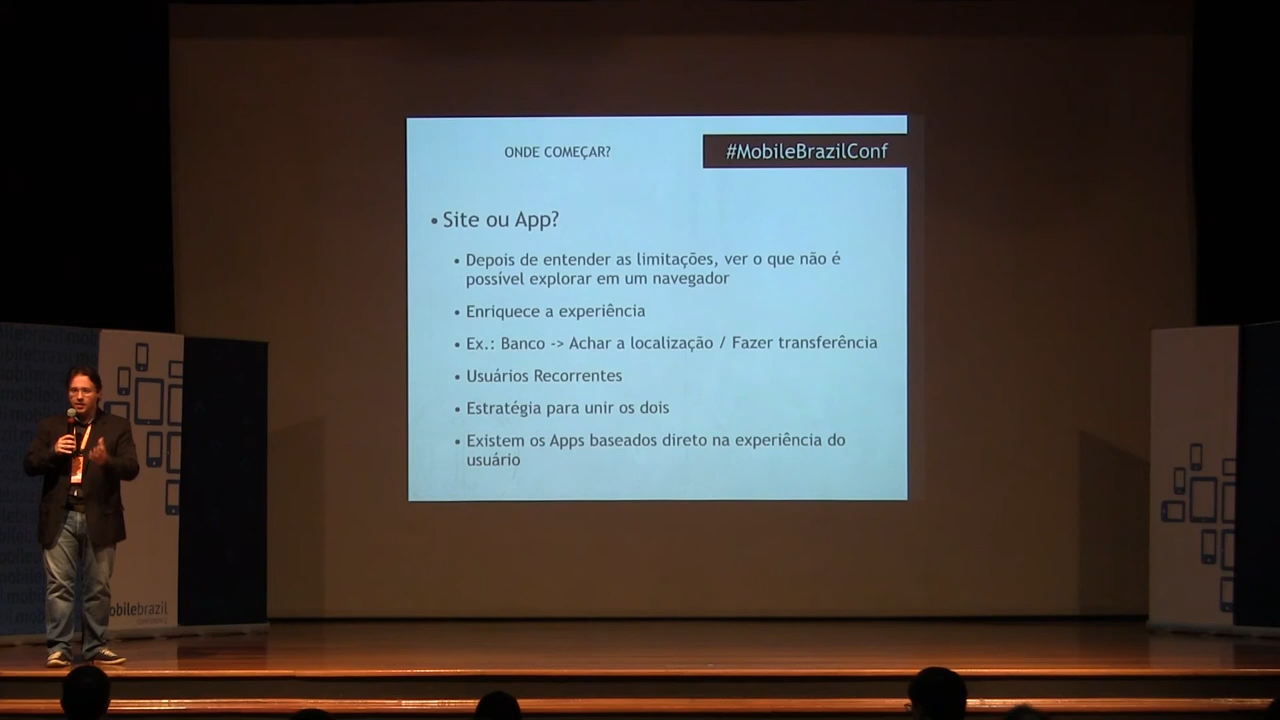 ONDE COMEÇAR?
#MobileBrazilConf
• Site ou App?
• Depois de entender as limitações, ver o que não é
possível explorar em um navegador
• Enriquece a experiência
• Ex.: Banco -> Achar a localização / Fazer transferência
• Usuários Recorrentes
• Estratégia para unir os dois
• Existem os Apps baseados direto na experiência do
usuário
obilebrazil
CONFERENCE